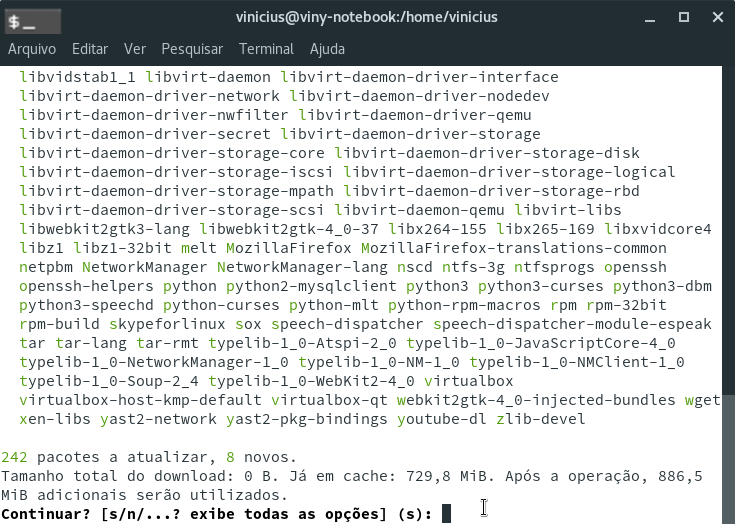 $_
vinicius@viny-notebook:/home/vinicius
Arquivo Editar Ver Pesquisar Terminal Ajuda
libvidstab1_1 libvirt-daemon libvirt-daemon-driver-interface
libvirt-daemon-driver-network libvirt-daemon-driver-nodedev
libvirt-daemon-driver-nwfilter libvirt-daemon-driver-qemu
libvirt-daemon-driver-secret libvirt-daemon-driver-storage
libvirt-daemon-driver-storage-core libvirt-daemon-driver-storage-disk
libvirt-daemon-driver-storage-iscsi libvirt-daemon-driver-storage-logical
libvirt-daemon-driver-storage-mpath libvirt-daemon-driver-storage-rbd
libvirt-daemon-driver-storage-scsi libvirt-daemon-qemu libvirt-libs
libwebkit2gtk3-lang libwebkit2gtk-4_0-37 libx264-155 libx265-169 libxvidcore4
libz1 libz1-32bit melt MozillaFirefox MozillaFirefox-translations-common
netpbm NetworkManager NetworkManager-lang nscd ntfs-3g ntfsprogs openssh
openssh-helpers python python2-mysqlclient python3 python3-curses python3-dbm
python3-speechd python-curses python-mlt python-rpm-macros rpm rpm-32bit
rpm-build skypeforlinux sox speech-dispatcher speech-dispatcher-module-espeak
tar tar-lang tar-rmt typelib-1_0-Atspi-2_0 typelib-1_0-JavaScriptCore-4_0
typelib-1_0-NetworkManager-1_0 typelib-1_0-NM-1_0 typelib-1_0-NMClient-1_0
typelib-1_0-Soup-2_4 typelib-1_0-WebKit2-4_0 virtualbox
virtualbox-host-kmp-default virtualbox-qt webkit2gtk-4_0-injected-bundles wget
xen-libs yast2-network yast2-pkg-bindings youtube-dl zlib-devel
242 pacotes a atualizar, 8 novos.
Tamanho total do download: 0 B. Já em cache: 729,8 MiB. Após a operação, 886,5
MiB adicionais serão utilizados.
Continuar? [s/n/...? exibe todas as opções] (s):